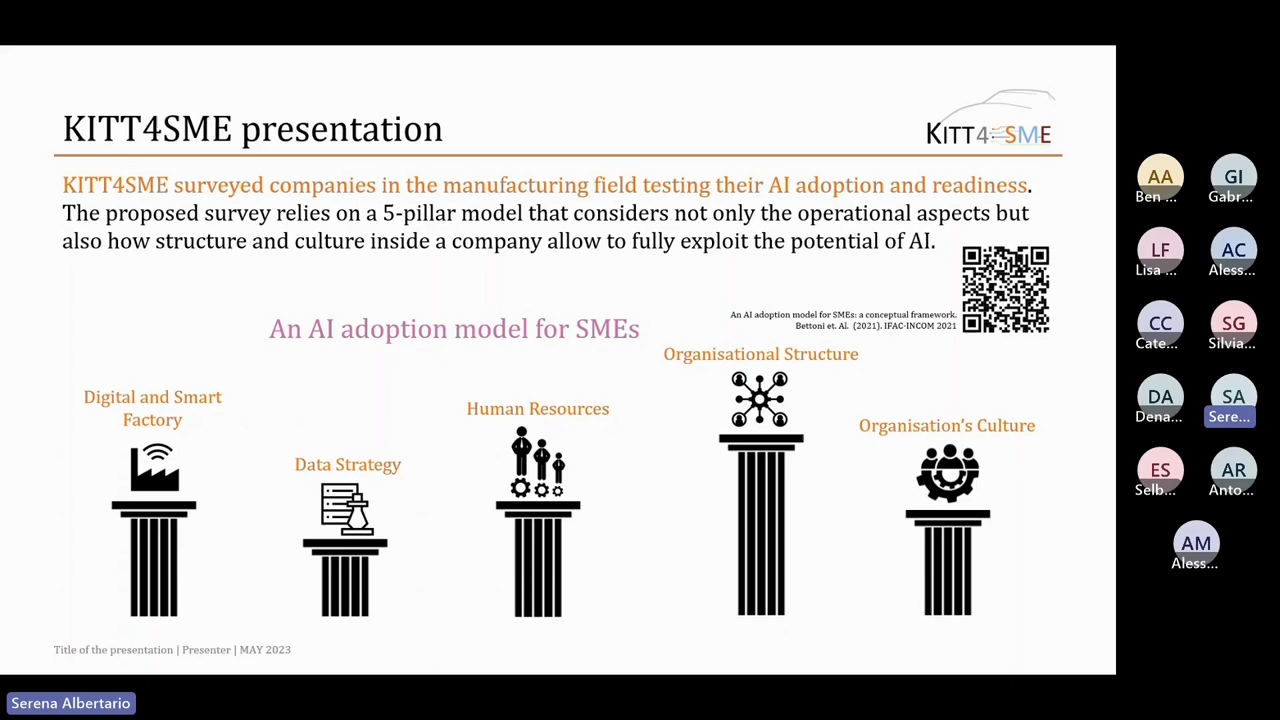 KITT4SME presentation
KITT4SME
KITT4SME surveyed companies in the manufacturing field testing their AI adoption and readiness.
The proposed survey relies on a 5-pillar model that considers not only the operational aspects but
also how structure and culture inside a company allow to fully exploit the potential of AI.
An AI adoption model for SMEs: a conceptual framework.
Bettoni et. Al. (2021). IFAC-INCOM 2021
An AI adoption model for SMEs
Organisational Structure
Digital and Smart
Factory
Human Resources
Organisation's Culture
Data Strategy
Title of the presentation | Presenter | MAY 2023
AA
Ben ...
GI
Gabr...
LF
Lisa ...
AC
Aless...
CC
Cate...
SG
Silvia...
DA
Dena...
SA
Sere...
ES
Selb...
AR
Anto...
AM
Aless...
Serena Albertario